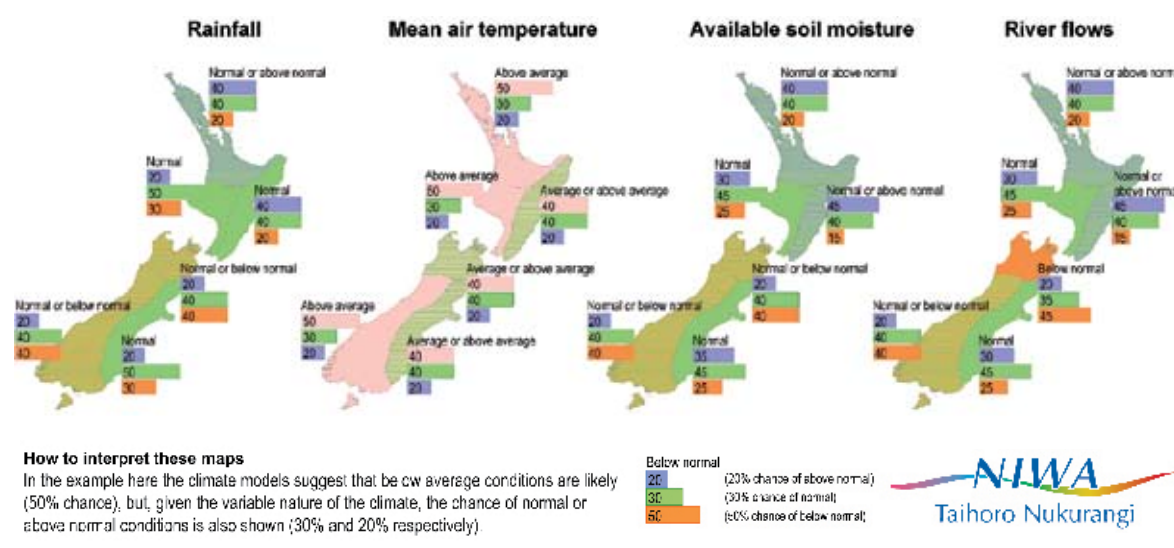 Rainfall
Mean air temperature
Available soil moisture
River flows
Normal or above normal
40
40
20
Normal
20
50
30
Normal
40
40
20
Normal or below normal
20
40
40
Normal or below normal
20
40
40
Normal
20
50
30
Above average
50
30
20
Above average
50
30
20
Average or above average
40
40
20
Average or above average
40
40
20
Above average
50
30
20
Average or above average
40
40
20
Normal or above normal
40
40
20
Normal
30
45
25
Normal or above normal
45
40
15
Normal or below normal
20
40
40
Normal or below normal
20
40
40
Normal
35
45
25
Normal or above norm
40
40
20
Normal
30
45
25
Normal or
above norma
45
40
15
Below normal
20
35
45
Normal or below normal
20
40
40
Normal
30
45
25
How to interpret these maps
In the example here the climate models suggest that be ow average conditions are likely
(50% chance), but, given the variable nature of the climate, the chance of normal or
above normal conditions is also shown (30% and 20% respectively).
Below normal
20 (20% chance of above normal)
30 (30% chance of normal)
50 (50% chance of below normal)
NIWA
Taihoro Nukurangi